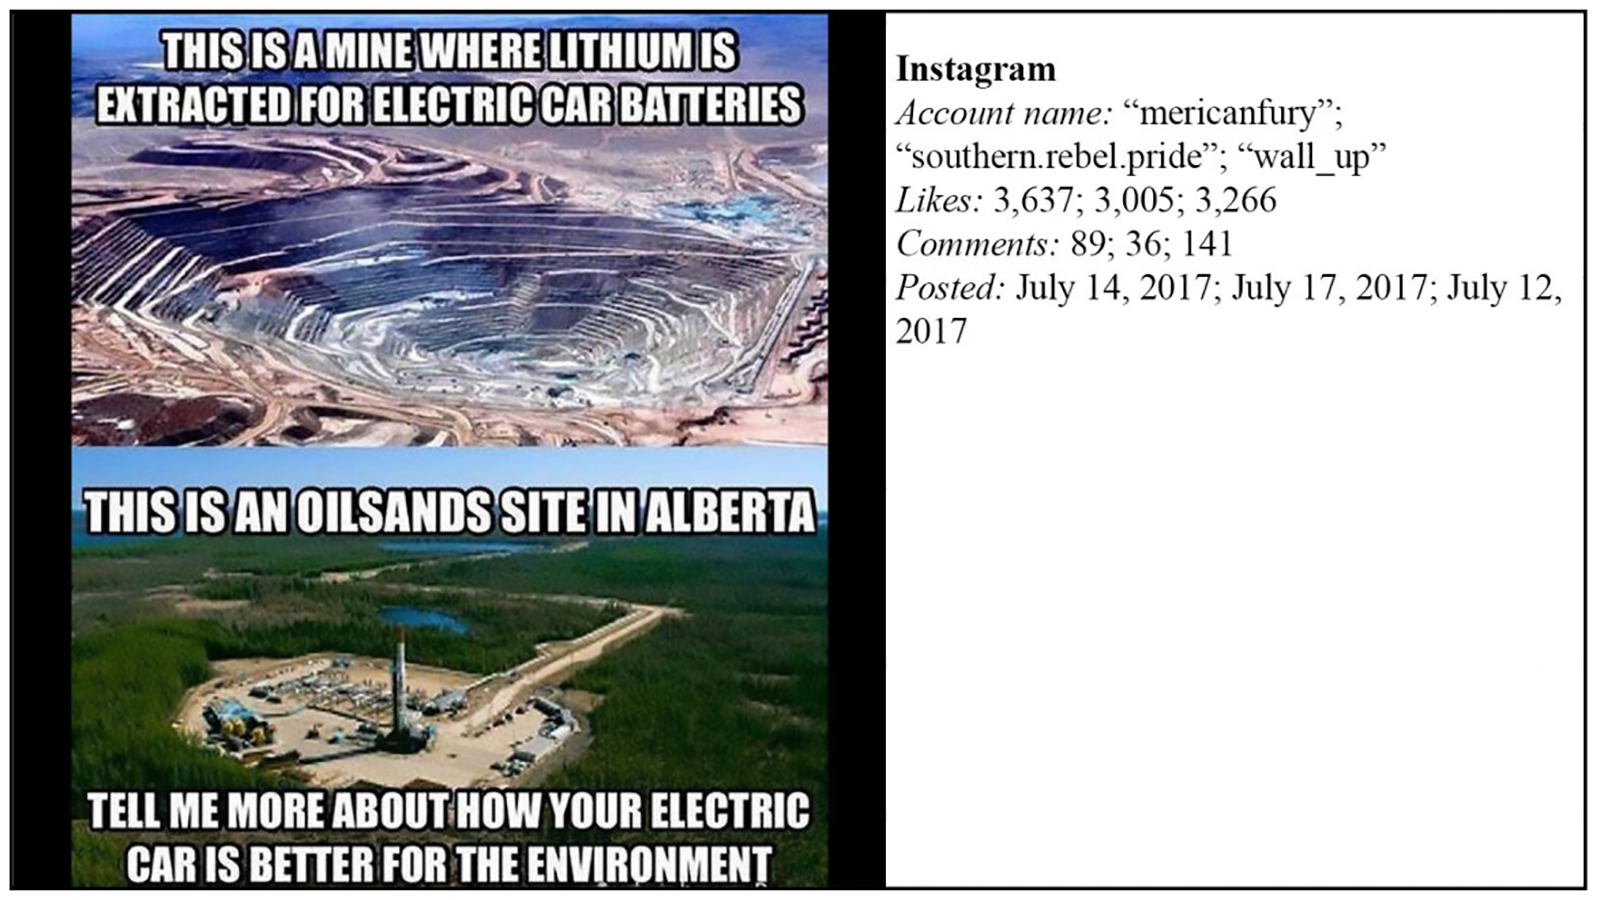 THIS IS A MINE WHERE LITHIUM IS
EXTRACTED FOR ELECTRIC CAR BATTERIES
THIS IS AN OILSANDS SITE IN ALBERTA
TELL ME MORE ABOUT HOW YOUR ELECTRIC
CAR IS BETTER FOR THE ENVIRONMENT
Instagram
Account name: “mericanfury”;
“southern.rebel.pride”; “wall_up”
Likes: 3,637; 3,005; 3,266
Comments: 89; 36; 141
Posted: July 14, 2017; July 17, 2017; July 12,
2017